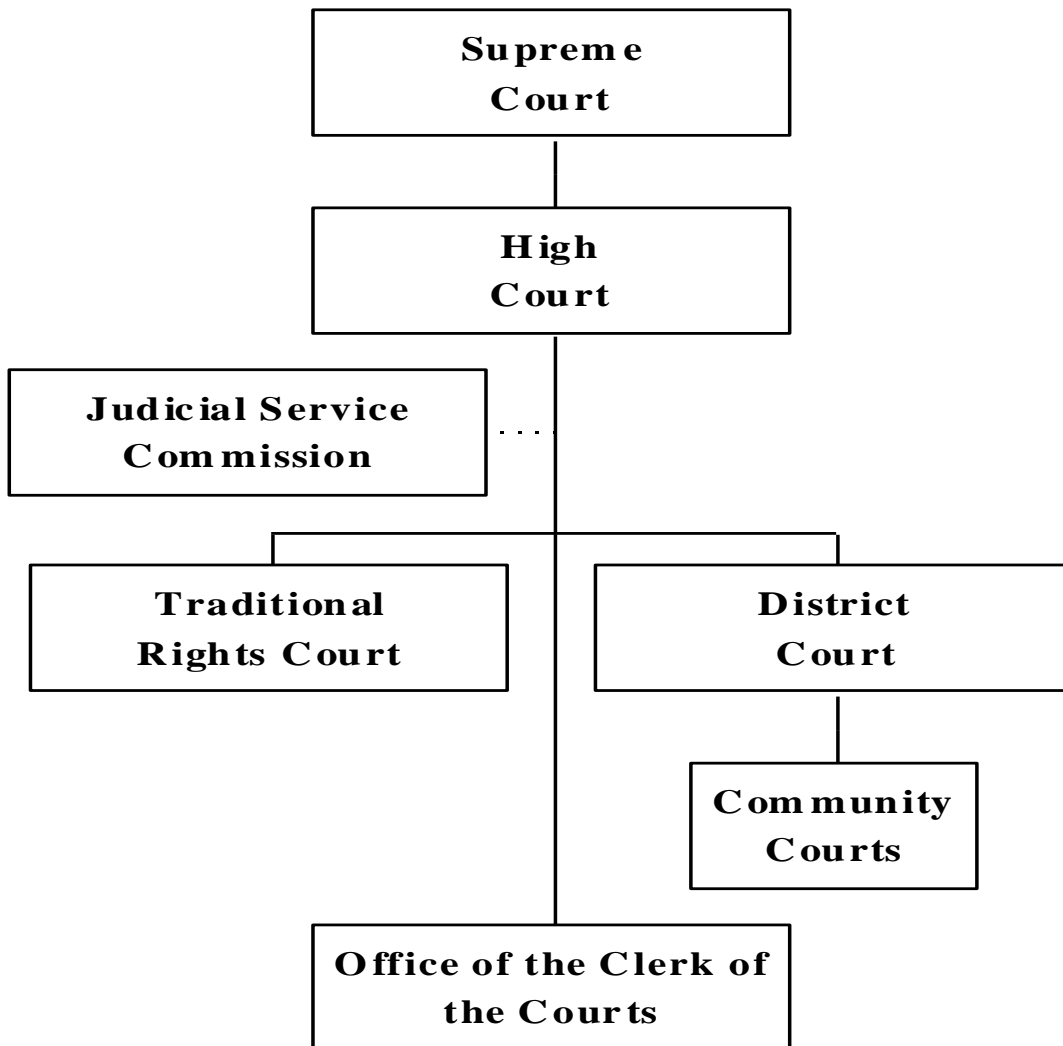 Supreme
Court
High
Court
Judicial Service
Commission
Traditional
Rights Court
District
Court
Community
Courts
Office of the Clerk of
the Courts